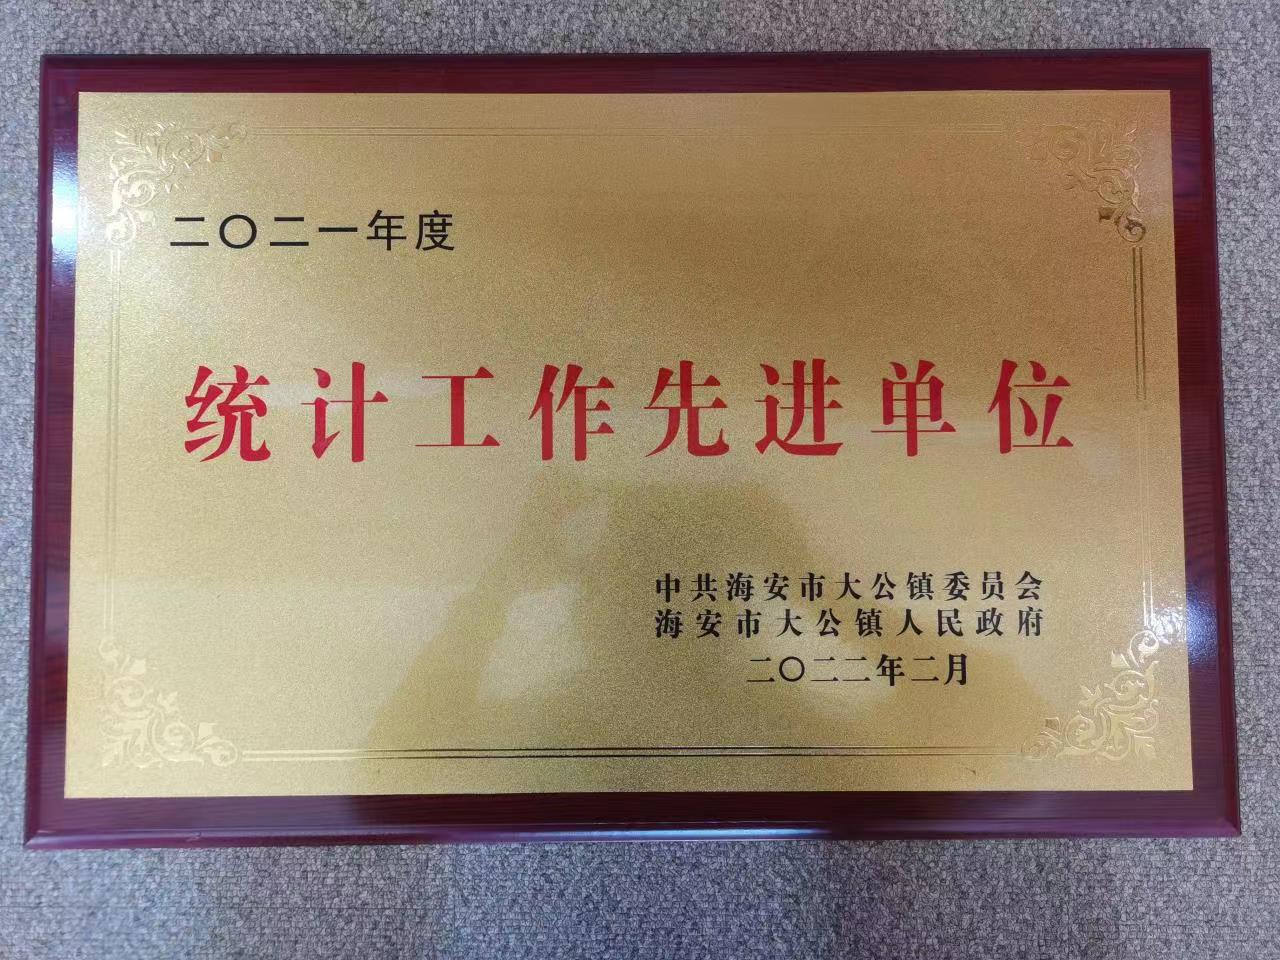 二〇二一年度
统计工作先进单位
中共海安市大公镇委员会
海安市大公镇人民政府
二〇二二年二月